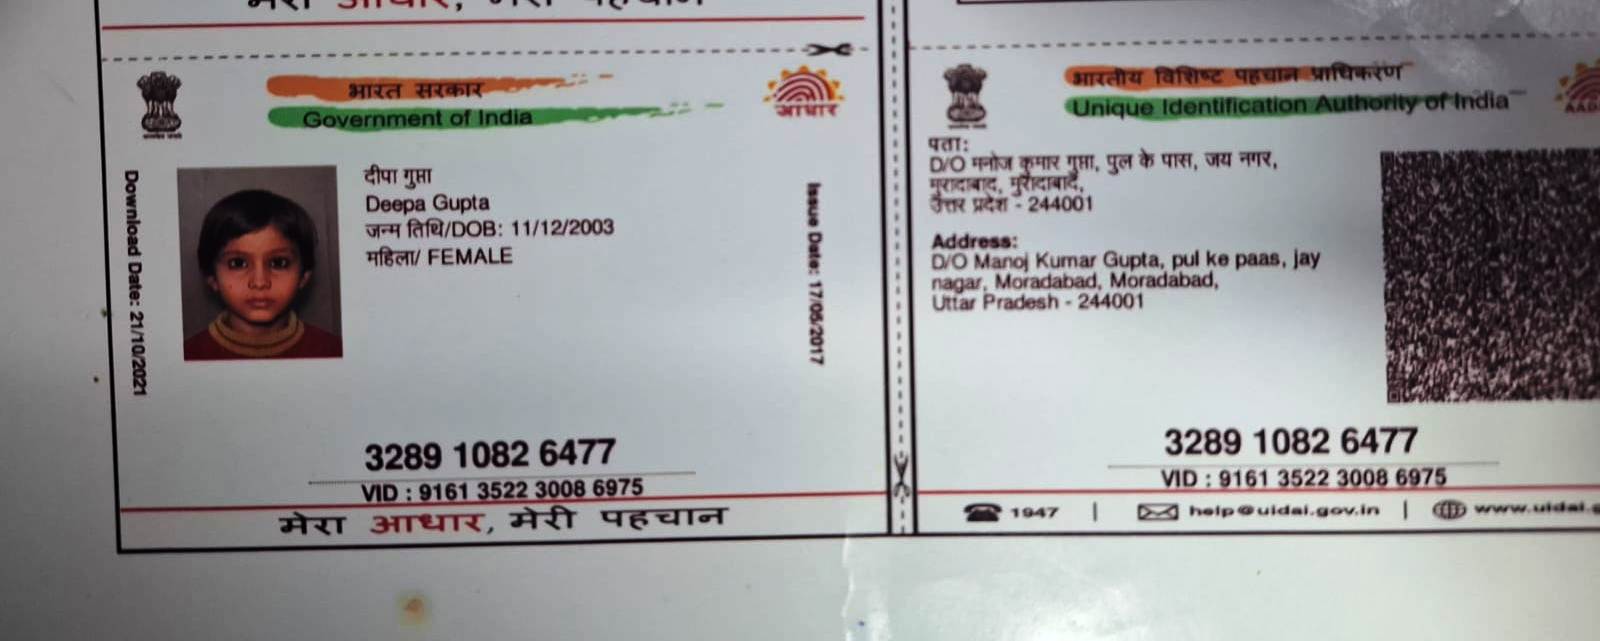 भारत सरकार
Government of India
आधार
Download Date: 21/10/2021
दीपा गुप्ता
Deepa Gupta
जन्म तिथि/DOB: 11/12/2003
महिला/ FEMALE
Issue Date: 17/05/2017
3289 1082 6477
VID : 9161 3522 3008 6975
मेरा आधार, मेरी पहचान
भारतीय विशिष्ट पहचान प्राधिकरण
Unique Identification Authority of India
पता:
D/O मनोज कुमार गुप्ता, पुल के पास, जय नगर,
मुरादाबाद, मुरादाबाद,
उत्तर प्रदेश - 244001
Address:
D/O Manoj Kumar Gupta, pul ke paas, jay
nagar, Moradabad, Moradabad,
Uttar Pradesh - 244001
3289 1082 6477
VID : 9161 3522 3008 6975
1947 | help@uidai.gov.in |